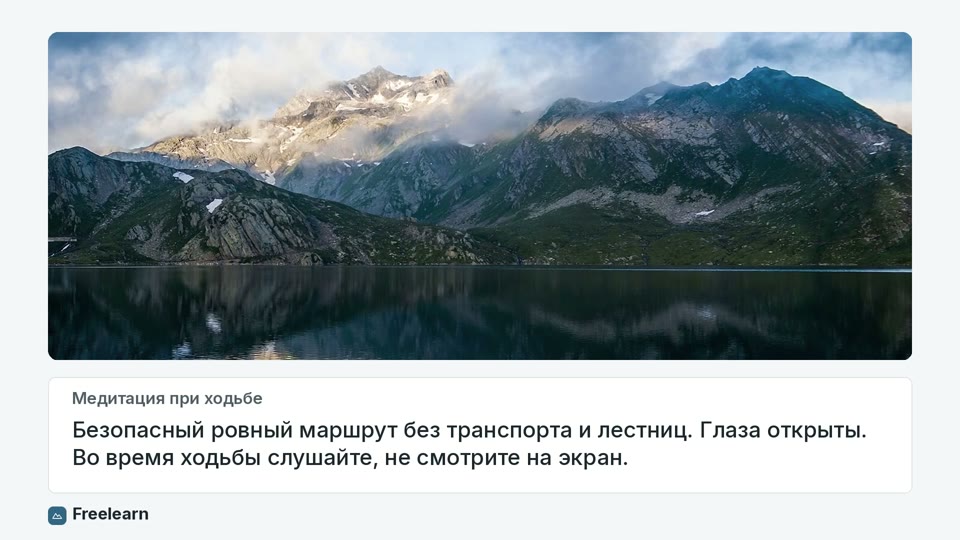 Медитация при ходьбе
Безопасный ровный маршрут без транспорта и лестниц. Глаза открыты.
Во время ходьбы слушайте, не смотрите на экран.
Freelearn